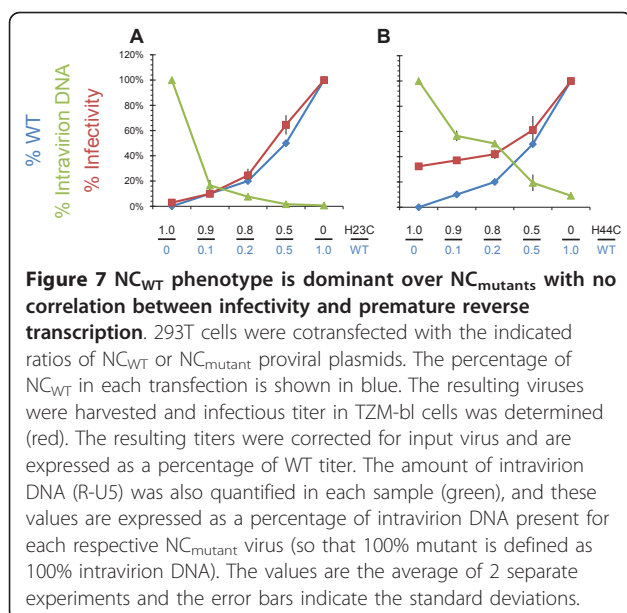 A
B
% WT
% Intravirion DNA
% Infectivity
120%
100%
80%
60%
40%
20%
0%
1.0 0.9 0.8 0.5 0 H23C
0 0.1 0.2 0.5 1.0 WT
1.0 0.9 0.8 0.5 0 H44C
0 0.1 0.2 0.5 1.0 WT
Figure 7 NCWT phenotype is dominant over NCmutants with no
correlation between infectivity and premature reverse
transcription. 293T cells were cotransfected with the indicated
ratios of NCWT or NCmutant proviral plasmids. The percentage of
NCWT in each transfection is shown in blue. The resulting viruses
were harvested and infectious titer in TZM-bl cells was determined
(red). The resulting titers were corrected for input virus and are
expressed as a percentage of WT titer. The amount of intravirion
DNA (R-U5) was also quantified in each sample (green), and these
values are expressed as a percentage of intravirion DNA present for
each respective NCmutant virus (so that 100% mutant is defined as
100% intravirion DNA). The values are the average of 2 separate
experiments and the error bars indicate the standard deviations.